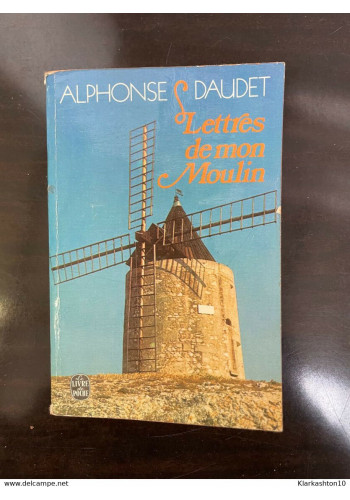 ALPHONSE DAUDET
Lettres
de mon
Moulin
LE LIVRE
DE POCHE
www.delcampe.net
Klarkashton10